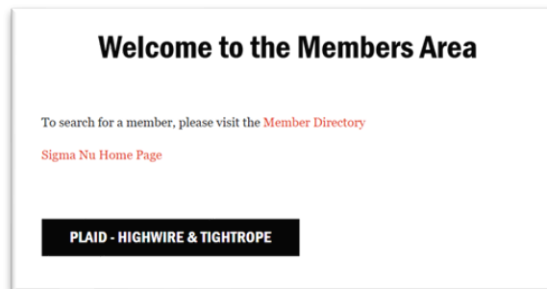 Welcome to the Members Area
To search for a member, please visit the Member Directory
Sigma Nu Home Page
PLAID - HIGHWIRE & TIGHTROPE